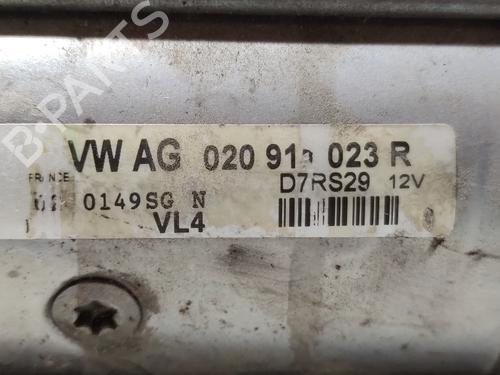 B-PARTS
VW AG 020 91 023 R
FRANCE
D7RS29 12V
0149SG N
VL4